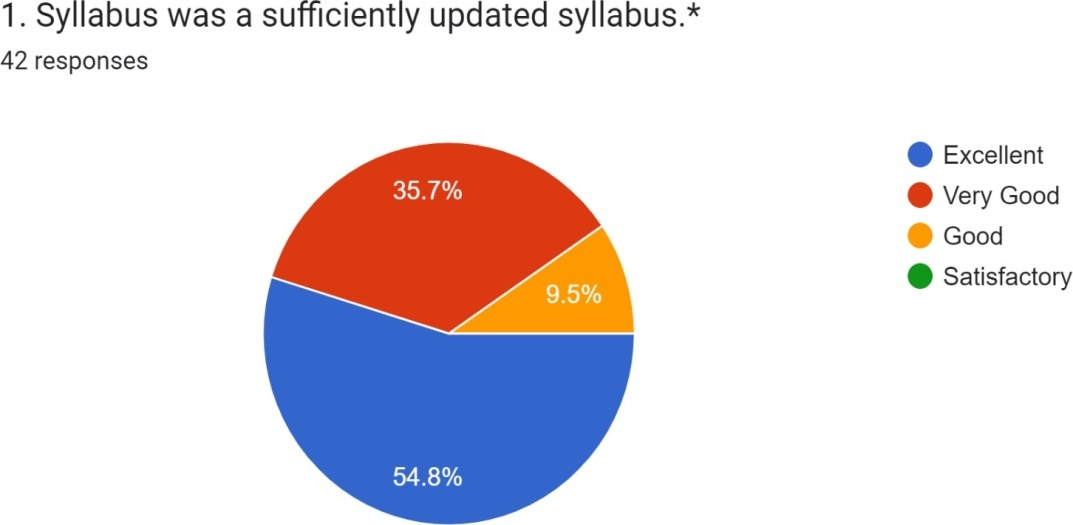 1. Syllabus was a sufficiently updated syllabus.*
42 responses
Excellent
Very Good
Good
Satisfactory
35.7%
9.5%
54.8%